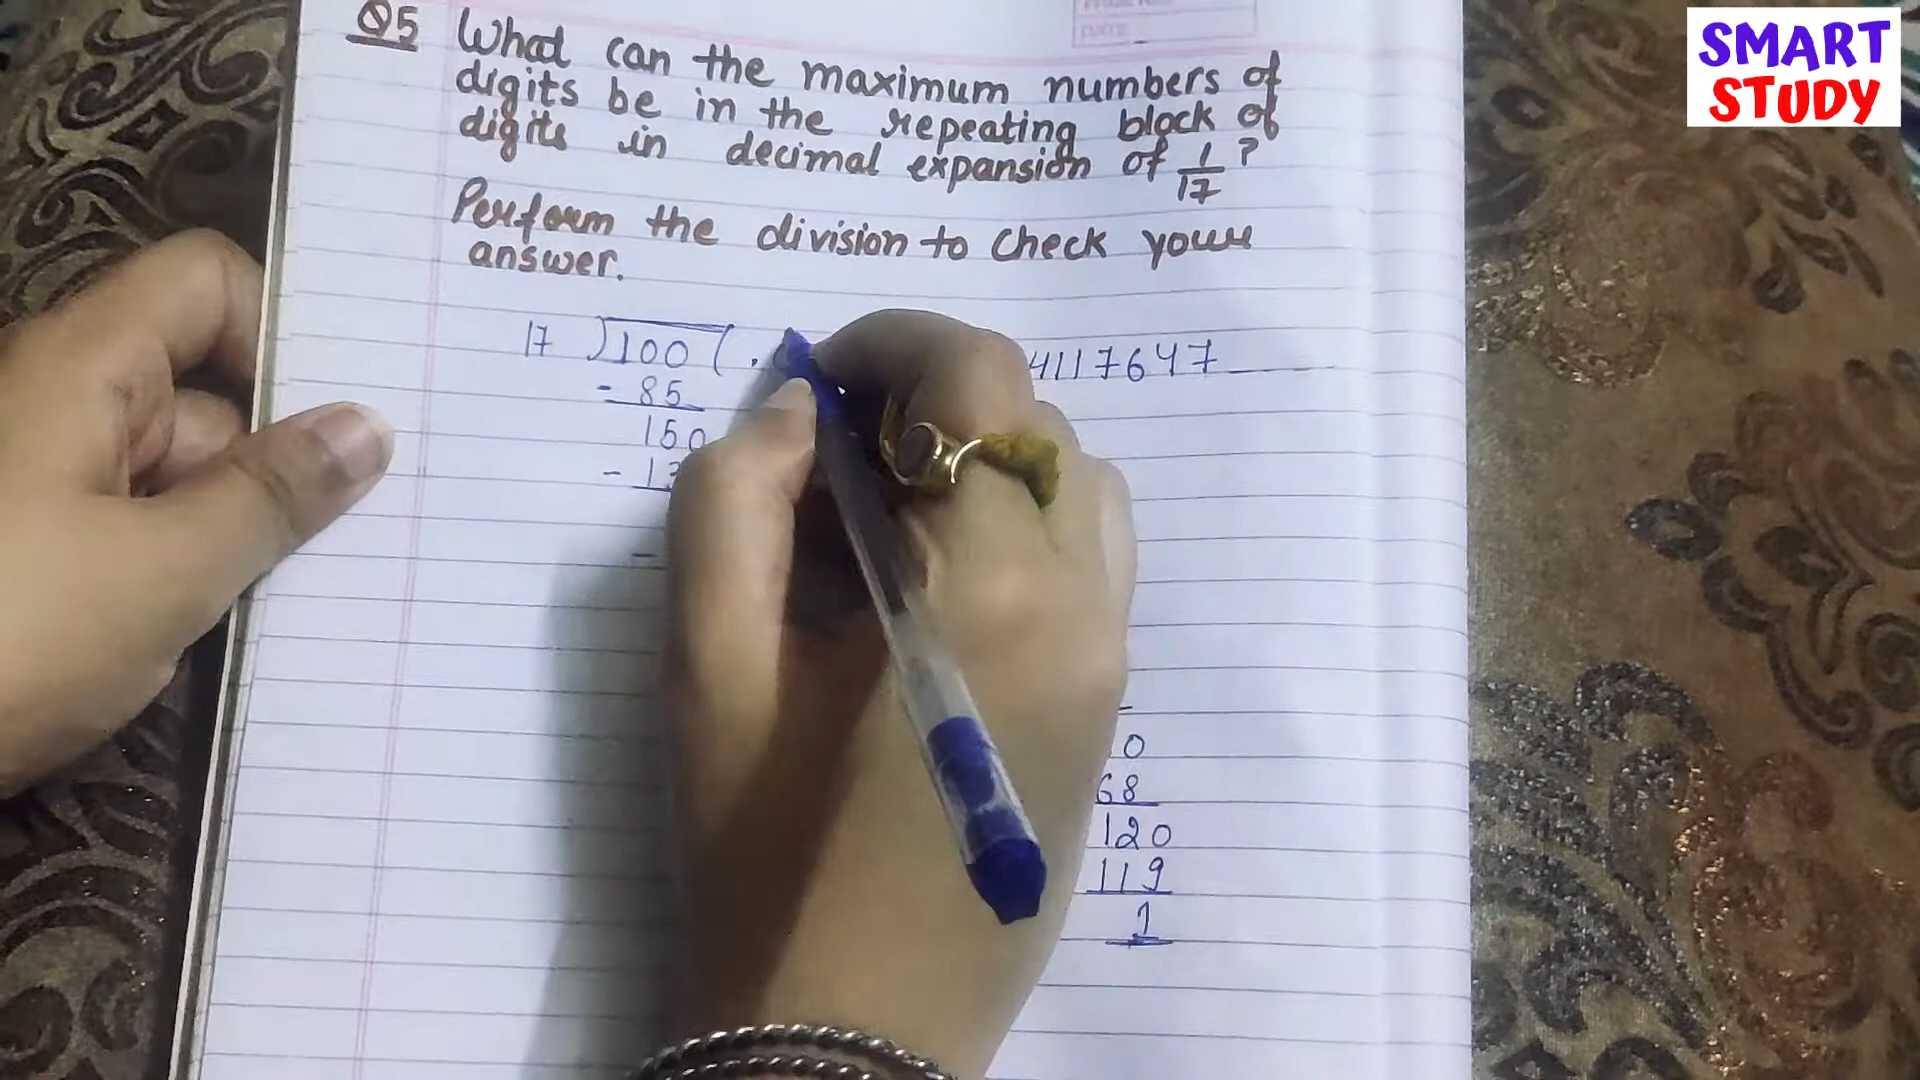 SMART
STUDY
Q5 What can the maximum numbers of
digits be in the repeating block of
digits in decimal expansion of 1/17 ?
Perform the division to check your
answer.
17 ) 100 ( . 4117647
- 85
150
-
0
68
120
119
1
DATE